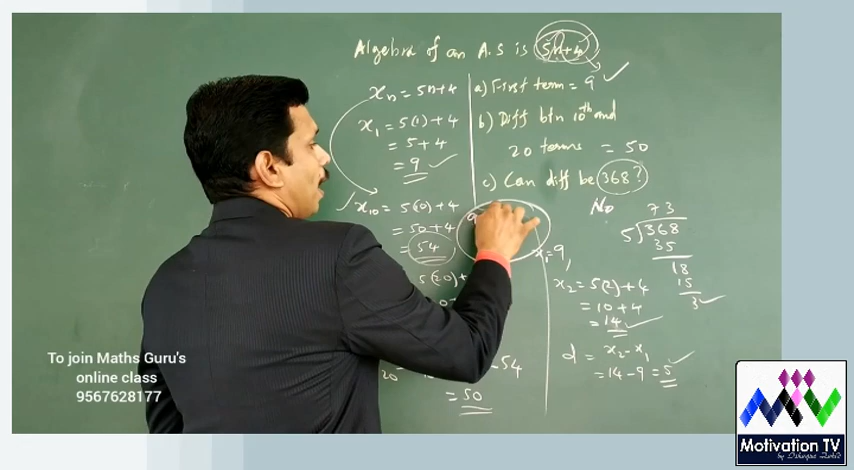 Algebra of an A.S is 5n+4
xn = 5n+4
x1 = 5(1)+4
= 5+4
= 9
x10 = 5(10)+4
= 50+4
= 54
5(20)+
20
-54
= 50
a) First term = 9
b) Diff btn 10th and
20 terms = 50
c) Can diff be 368?
No
73
5)368
35
18
15
3
x1=9,
x2 = 5(2)+4
= 10+4
= 14
d = x2-x1
= 14-9 = 5
To join Maths Guru's
online class
9567628177
Motivation TV